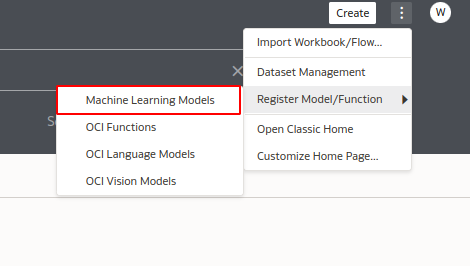 Create
W
Import Workbook/Flow...
Dataset Management
Register Model/Function
Open Classic Home
Customize Home Page...
Machine Learning Models
OCI Functions
OCI Language Models
OCI Vision Models